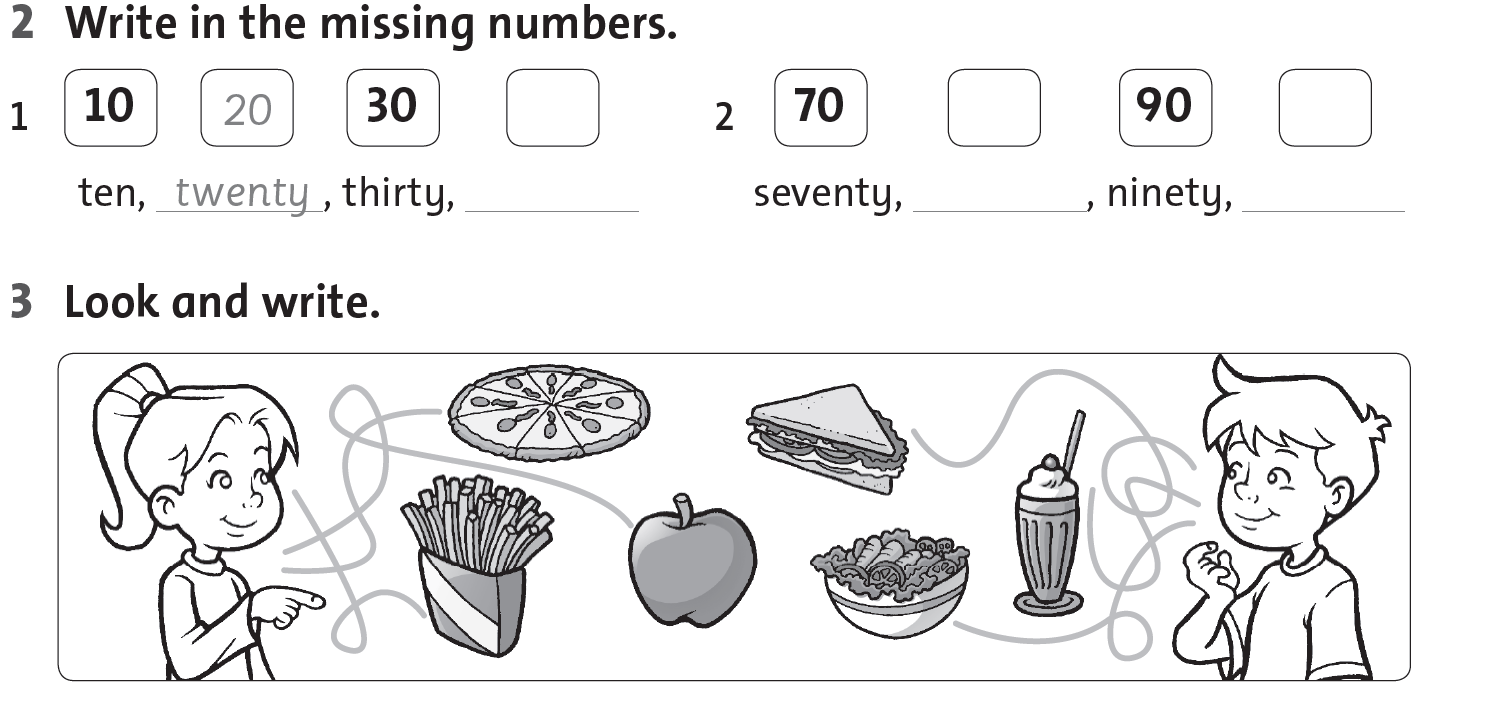 2 Write in the missing numbers.
1 10 20 30 2 70 90
ten, twenty, thirty, seventy, , ninety,
3 Look and write.